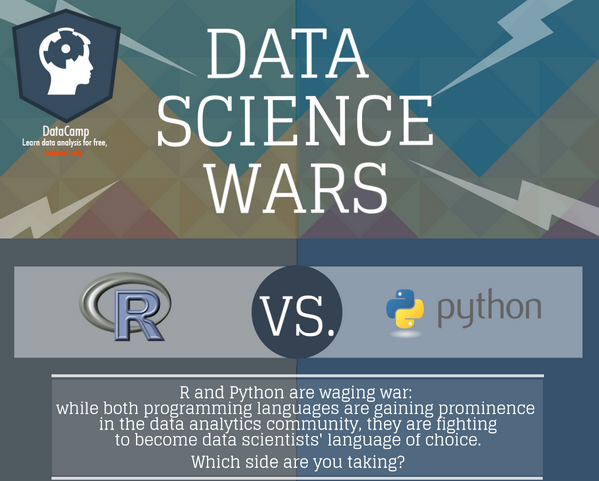 DATA
SCIENCE
WARS
DataCamp
Learn data analysis for free,
R
VS.
python
R and Python are waging war:
while both programming languages are gaining prominence
in the data analytics community, they are fighting
to become data scientists' language of choice.
Which side are you taking?